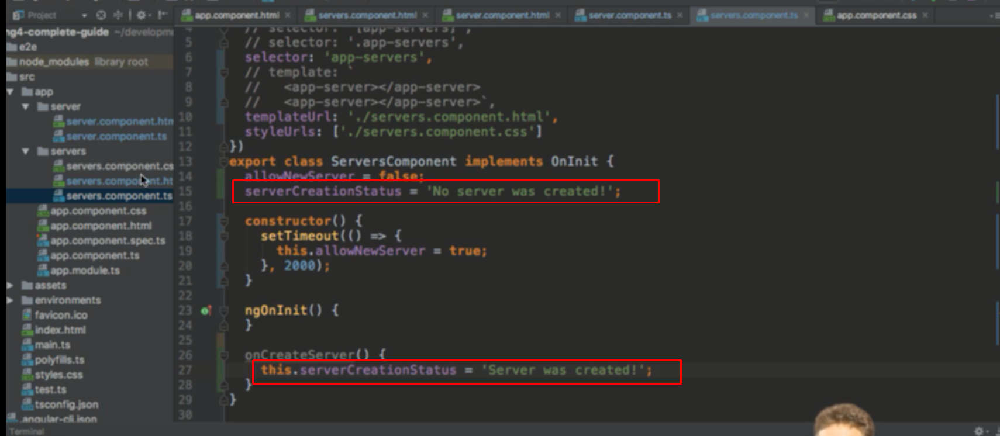 Project
app.component.html
servers.component.html
server.component.html
server.component.ts
servers.component.ts
app.component.css
ng4-complete-guide ~/developme
e2e
node_modules library root
src
app
server
server.component.htm
server.component.ts
servers
servers.component.cs
servers.component.ht
servers.component.ts
app.component.css
app.component.html
app.component.spec.ts
app.component.ts
app.module.ts
assets
environments
favicon.ico
index.html
main.ts
polyfills.ts
styles.css
test.ts
tsconfig.json
.angular-cli.json
4 // selector: '[app-servers]',
5 // selector: '.app-servers',
6 selector: 'app-servers',
7 // template: `
8 // <app-server></app-server>
9 // <app-server></app-server>`,
10 templateUrl: './servers.component.html',
11 styleUrls: ['./servers.component.css']
12 })
13 export class ServersComponent implements OnInit {
14 allowNewServer = false;
15 serverCreationStatus = 'No server was created!';
16
17 constructor() {
18 setTimeout(() => {
19 this.allowNewServer = true;
20 }, 2000);
21 }
22
23 ngOnInit() {
24 }
25
26 onCreateServer() {
27 this.serverCreationStatus = 'Server was created!';
28 }
29 }
30
Terminal